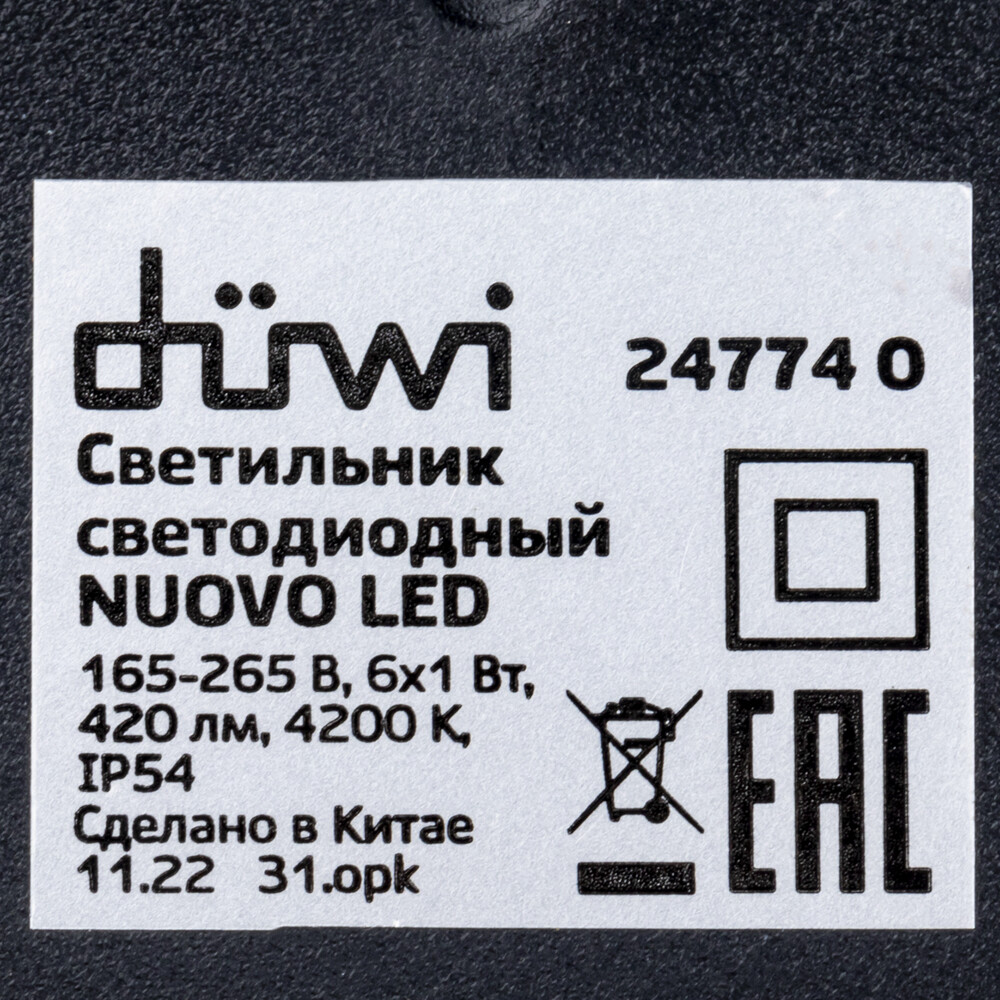 düwi
24774 0
Светильник
светодиодный
NUOVO LED
165-265 В, 6х1 Вт,
420 лм, 4200 К,
IP54
Сделано в Китае
11.22 31.opk
EAC